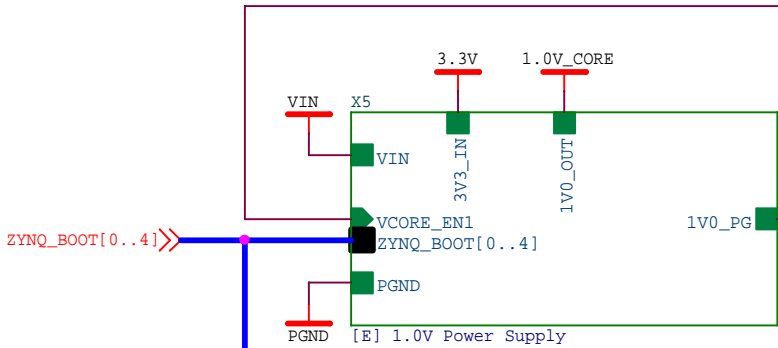 3.3V
1.0V_CORE
VIN
X5
VIN
3V3_IN
1V0_OUT
VCORE_EN1
1V0_PG
ZYNQ_BOOT[0..4]
ZYNQ_BOOT[0..4]
PGND
PGND
[E] 1.0V Power Supply